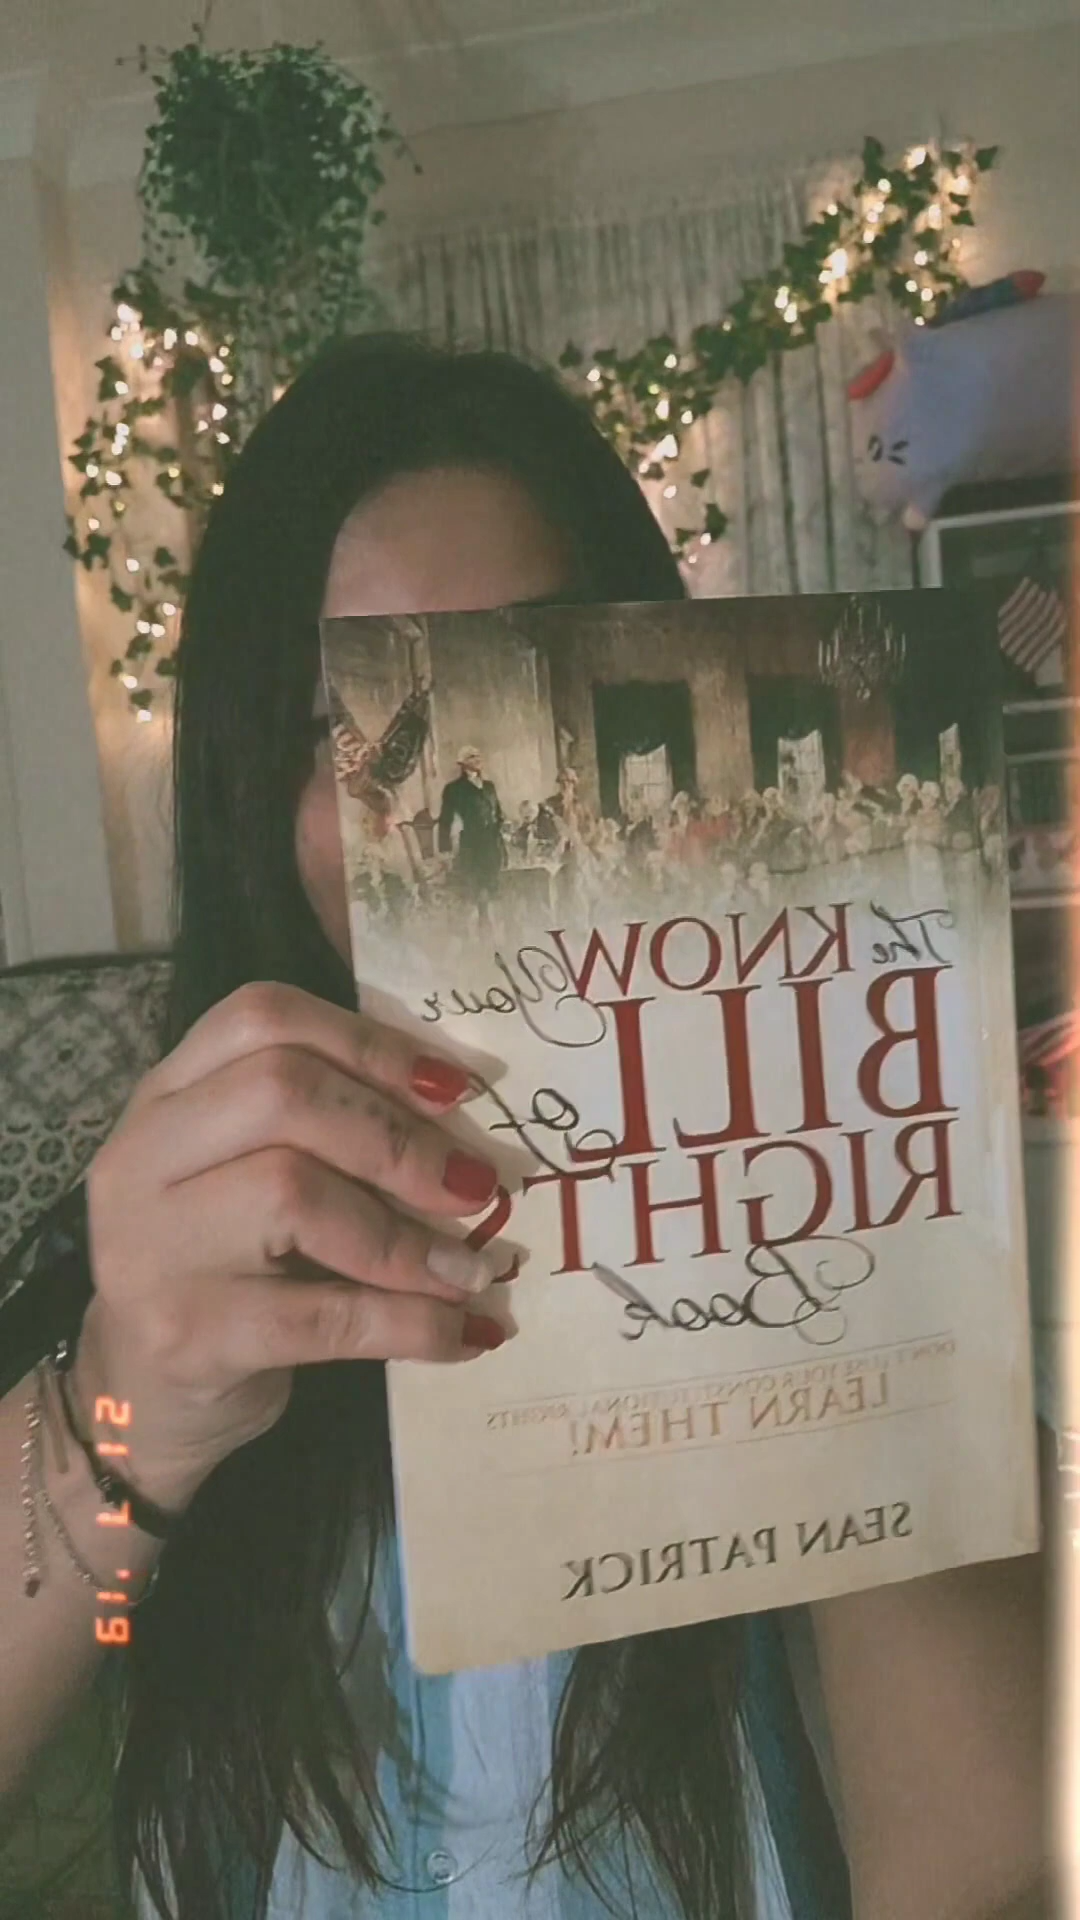 The KNOW Your
BILL
of
RIGHTS
Book
DON'T LOSE YOUR CONSTITUTIONAL RIGHTS
LEARN THEM!
SEAN PATRICK